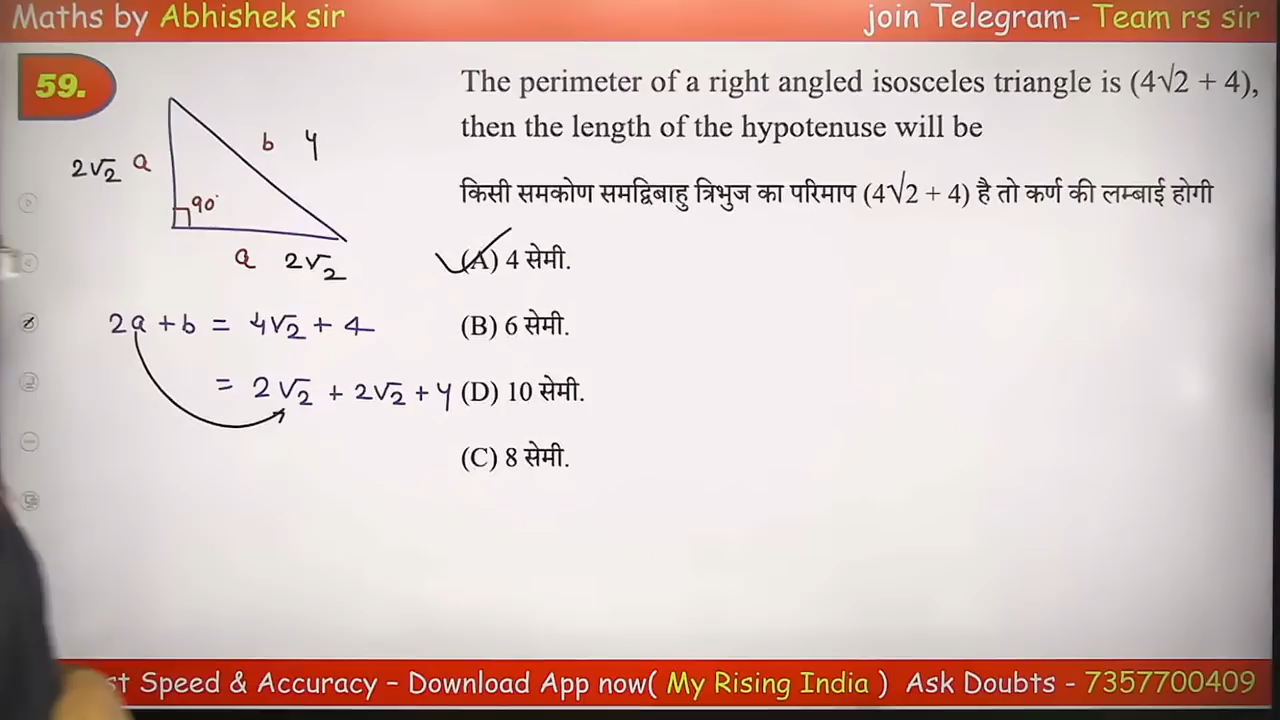 Maths by Abhishek sir
join Telegram- Team rs sir
59.
The perimeter of a right angled isosceles triangle is (4√2 + 4),
then the length of the hypotenuse will be
किसी समकोण समद्विबाहु त्रिभुज का परिमाप (4√2 + 4) है तो कर्ण की लम्बाई होगी
b 4
2√2 a
90°
a 2√2
(A) 4 सेमी.
2a + b = 4√2 + 4
(B) 6 सेमी.
= 2√2 + 2√2 + 4
(D) 10 सेमी.
(C) 8 सेमी.
st Speed & Accuracy – Download App now( My Rising India ) Ask Doubts - 7357700409